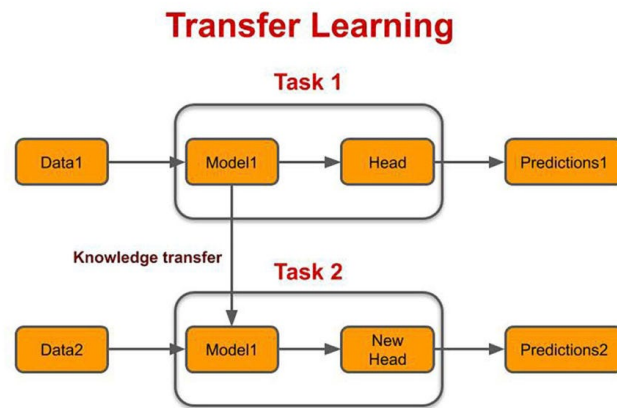 Transfer Learning
Task 1
Data1
Model1
Head
Predictions1
Knowledge transfer
Task 2
Data2
Model1
New
Head
Predictions2